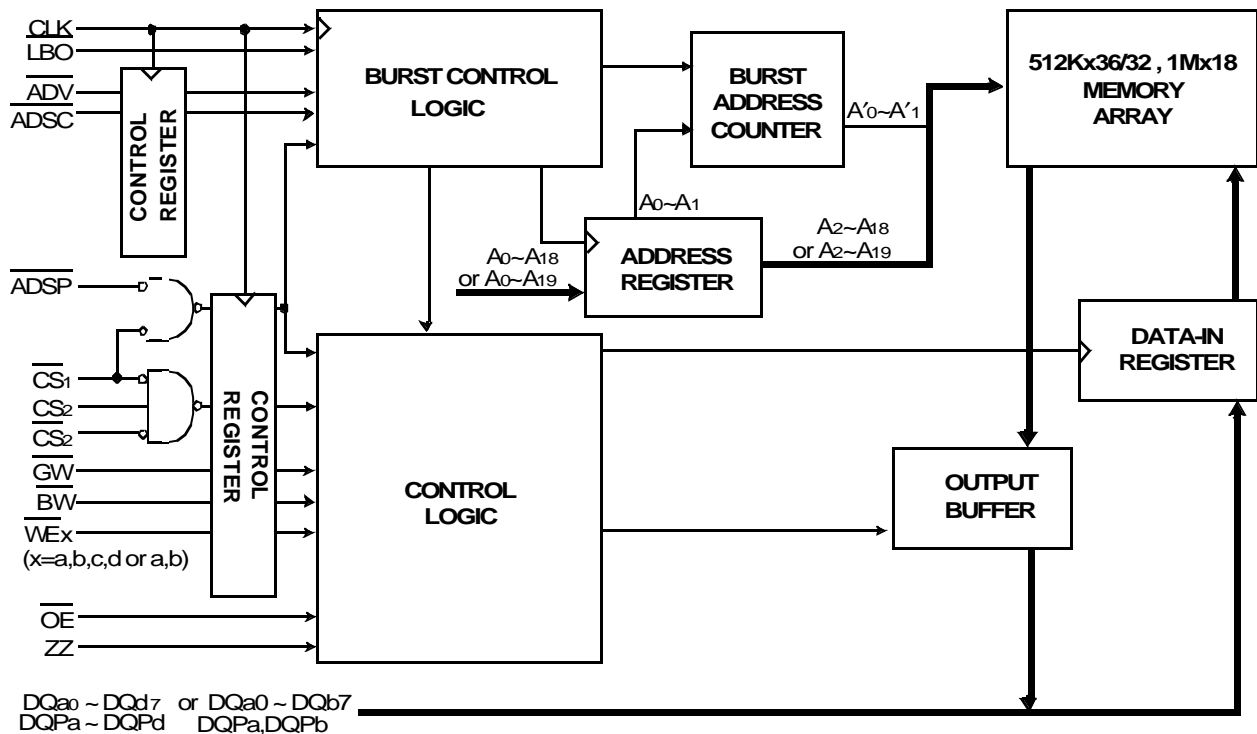 CLK
LBO
ADV
ADSC
CONTROL
REGISTER
BURST CONTROL
LOGIC
BURST
ADDRESS
COUNTER
A′0~A′1
512Kx36/32 , 1Mx18
MEMORY
ARRAY
A0~A1
A0~A18
or A0~A19
ADDRESS
REGISTER
A2~A18
or A2~A19
ADSP
CS1
CS2
CS2
GW
BW
WEx
(x=a,b,c,d or a,b)
CONTROL
REGISTER
CONTROL
LOGIC
DATA-IN
REGISTER
OUTPUT
BUFFER
OE
ZZ
DQa0 ~ DQd7 or DQa0 ~ DQb7
DQPa ~ DQPd DQPa,DQPb